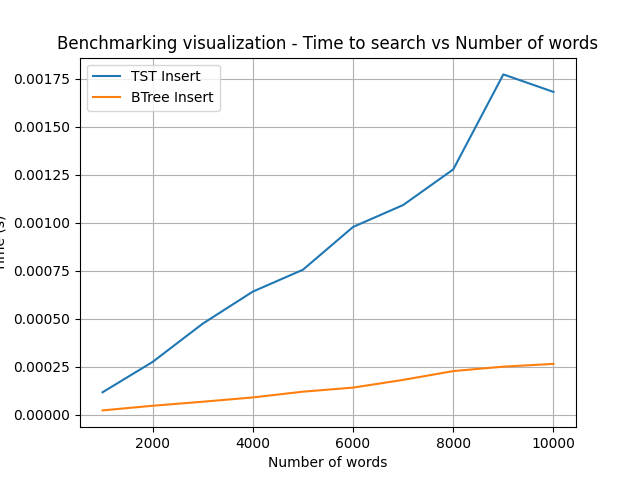 Benchmarking visualization - Time to search vs Number of words
TST Insert
BTree Insert
0.00175
0.00150
0.00125
0.00100
0.00075
0.00050
0.00025
0.00000
Time (s)
2000 4000 6000 8000 10000
Number of words